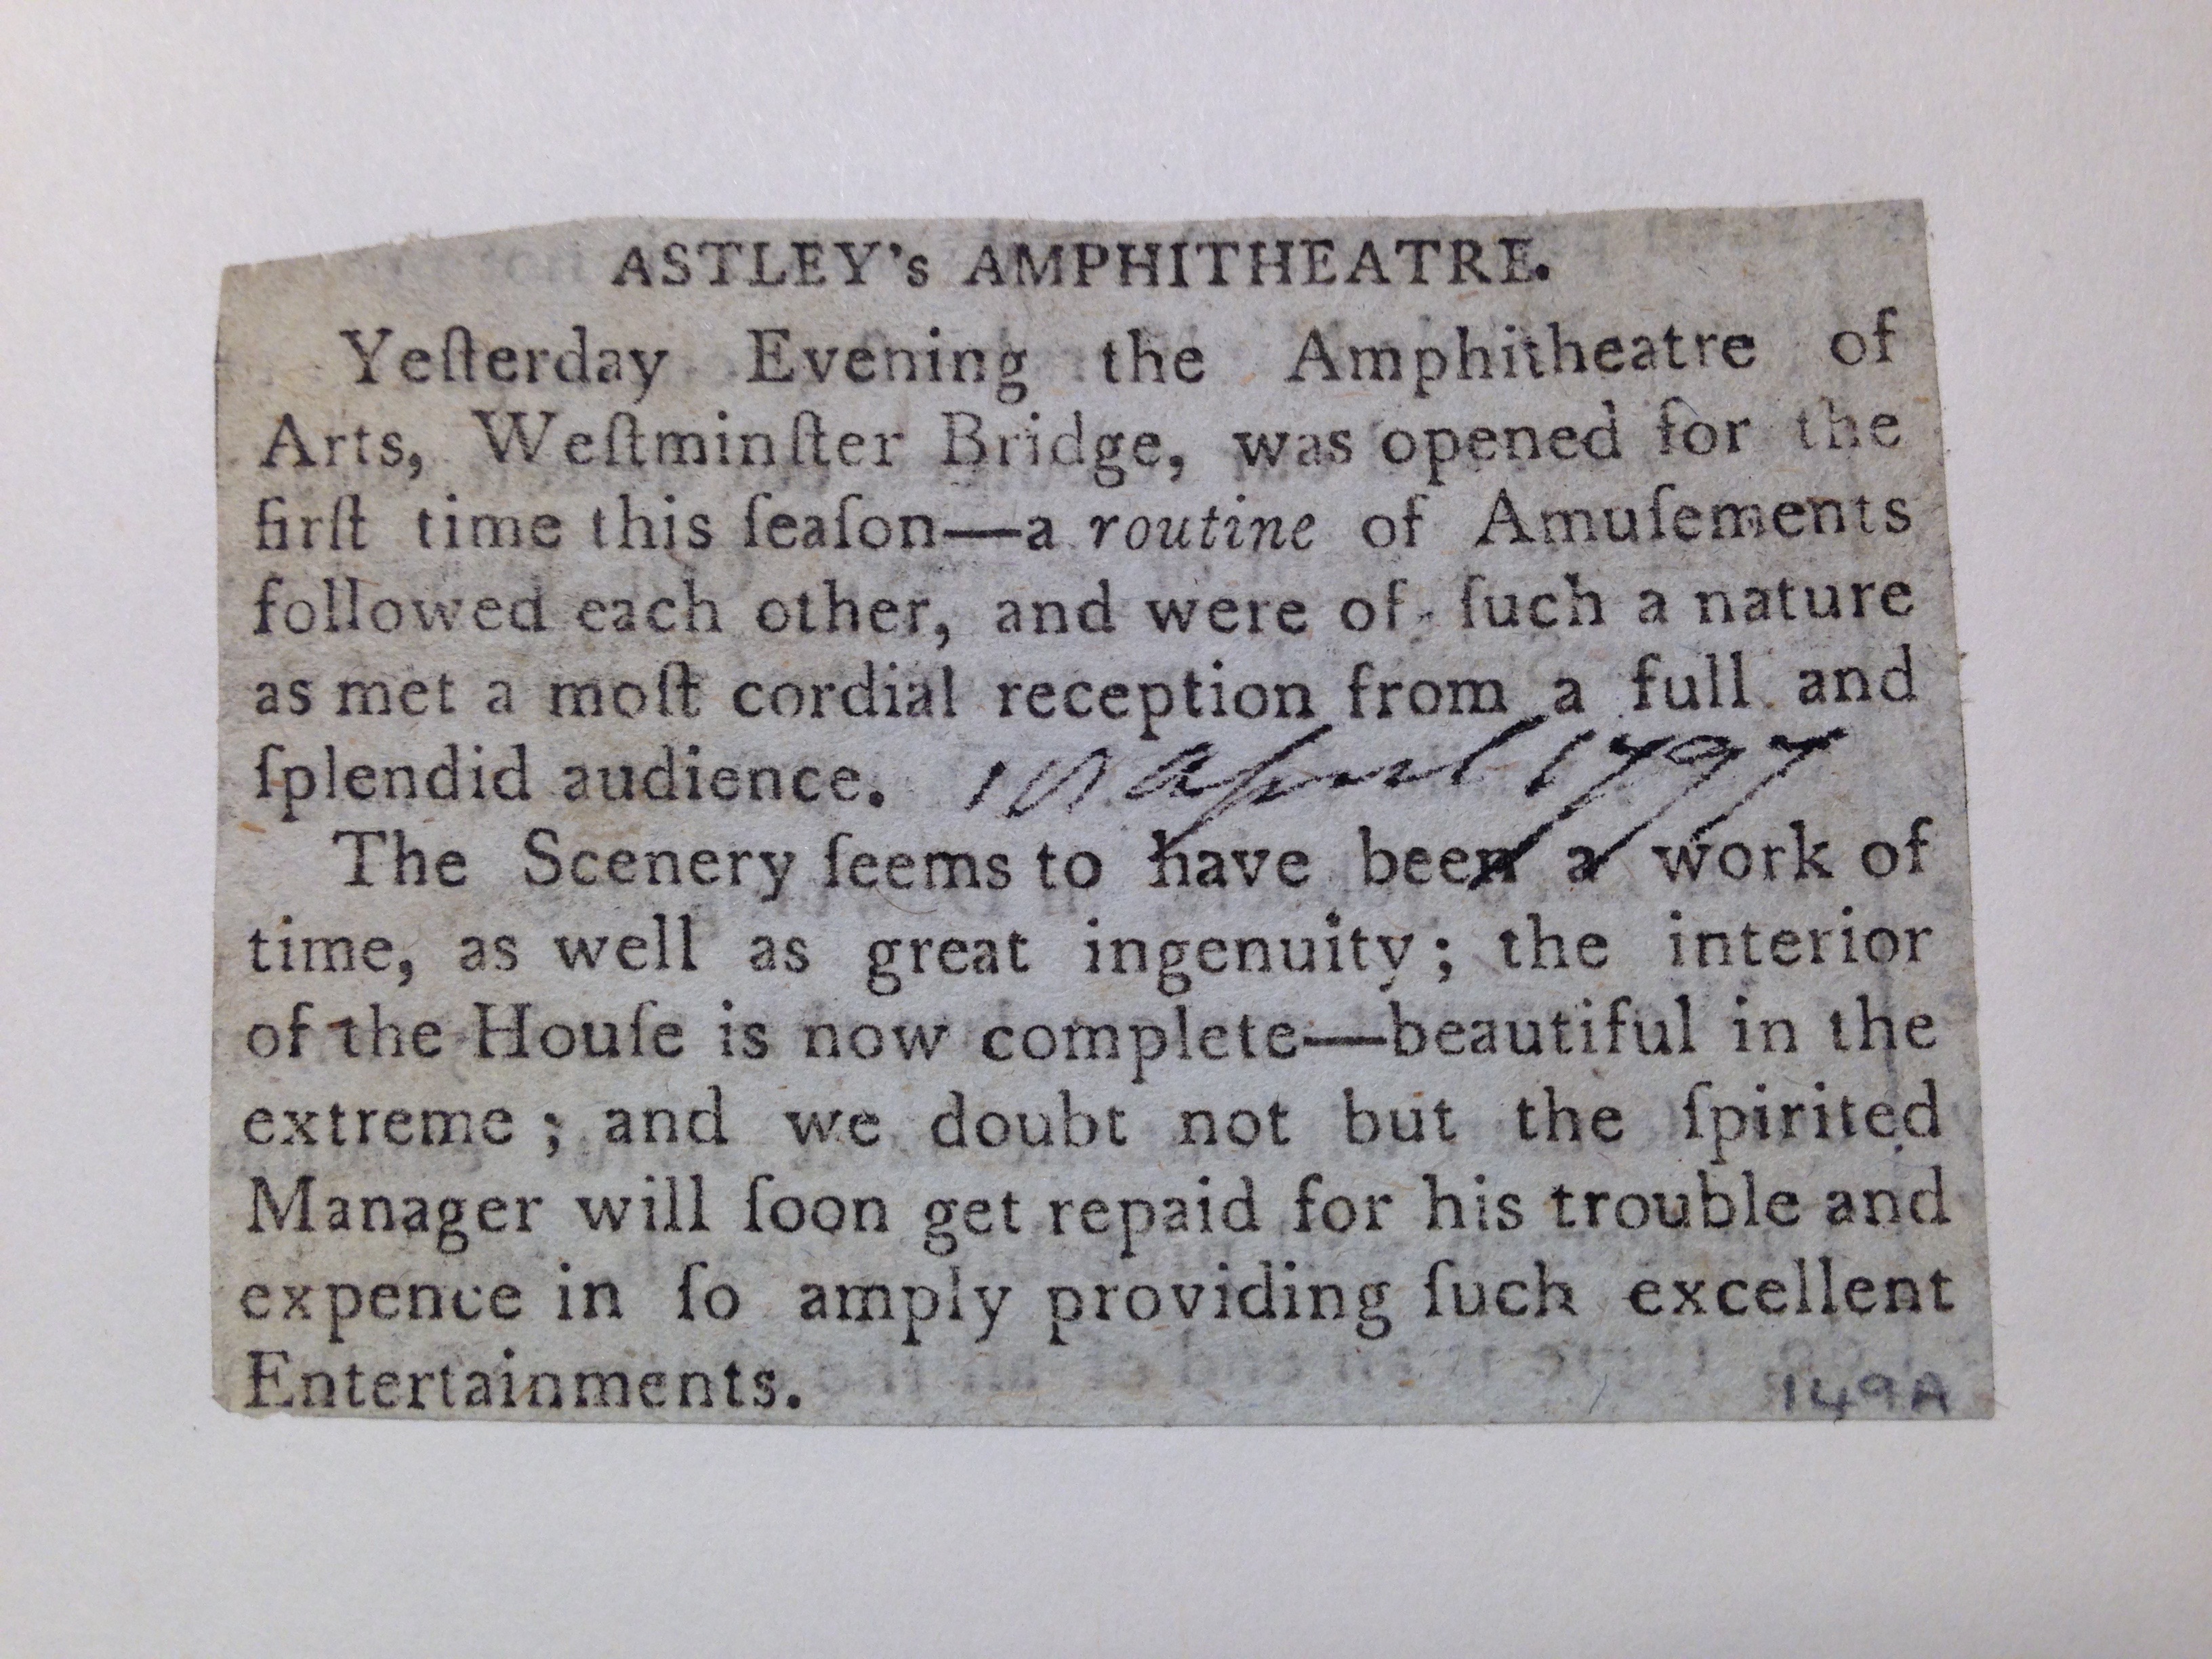 ASTLEY's AMPHITHEATRE.
Yeſterday Evening the Amphitheatre of
Arts, Weſtminſter Bridge, was opened for the
firſt time this ſeaſon—a routine of Amuſements
followed each other, and were of ſuch a nature
as met a moſt cordial reception from a full and
ſplendid audience. 10 April 1797
The Scenery ſeems to have been a work of
time, as well as great ingenuity; the interior
of the Houſe is now complete—beautiful in the
extreme; and we doubt not but the ſpirited
Manager will ſoon get repaid for his trouble and
expence in ſo amply providing ſuch excellent
Entertainments.
149A